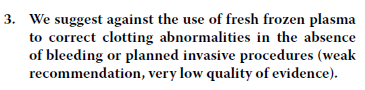 3. We suggest against the use of fresh frozen plasma
to correct clotting abnormalities in the absence
of bleeding or planned invasive procedures (weak
recommendation, very low quality of evidence).